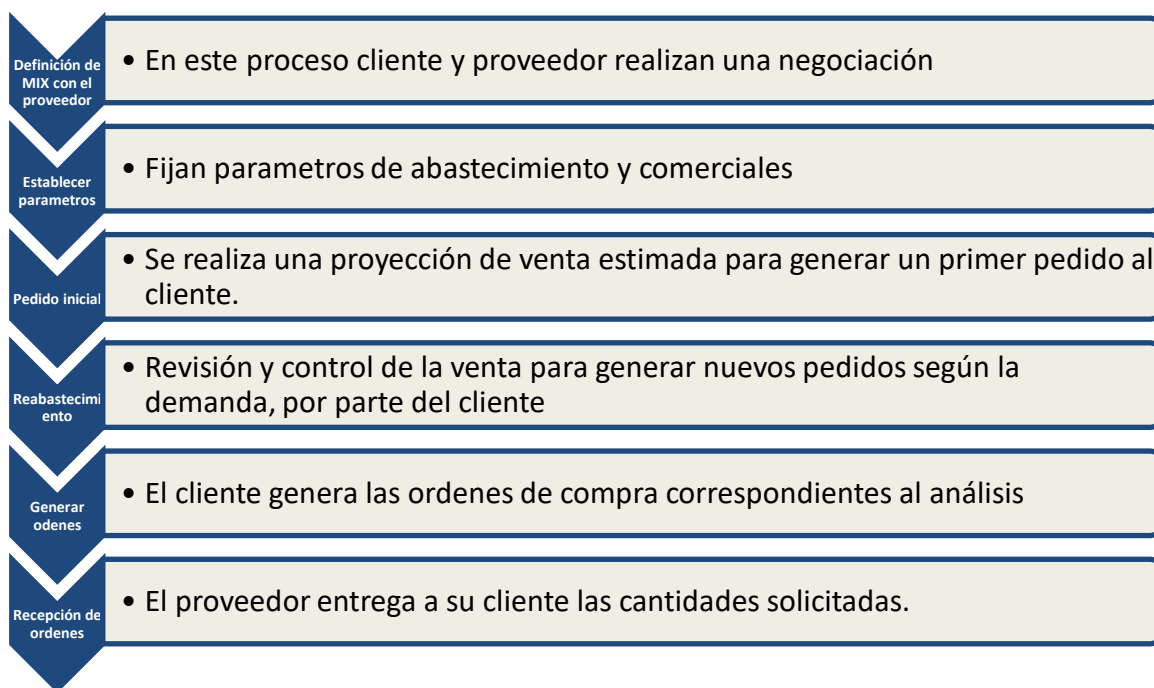 Definición de
MIX con el
proveedor
• En este proceso cliente y proveedor realizan una negociación
Establecer
parametros
• Fijan parametros de abastecimiento y comerciales
Pedido inicial
• Se realiza una proyección de venta estimada para generar un primer pedido al
cliente.
Reabastecimi
ento
• Revisión y control de la venta para generar nuevos pedidos según la
demanda, por parte del cliente
Generar
odenes
• El cliente genera las ordenes de compra correspondientes al análisis
Recepción de
ordenes
• El proveedor entrega a su cliente las cantidades solicitadas.